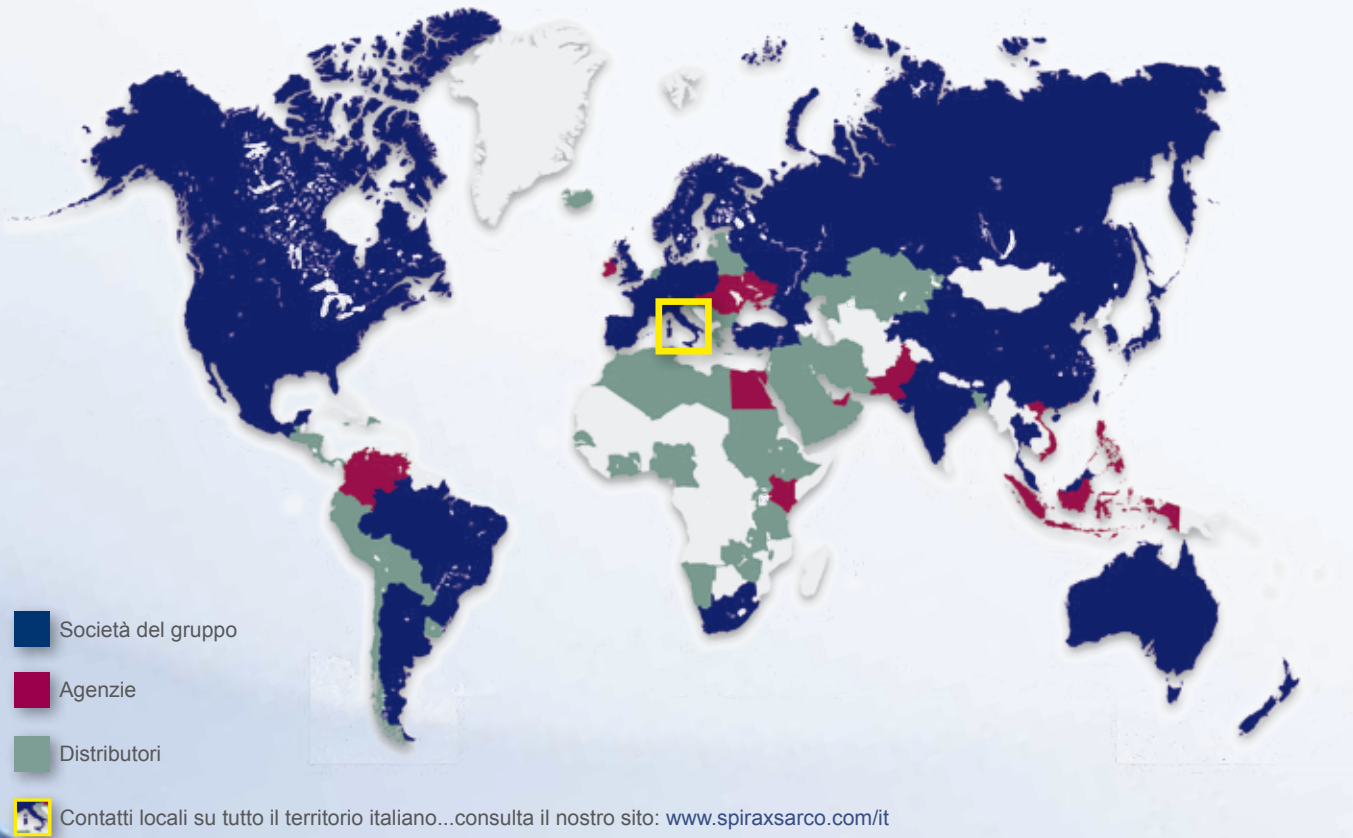 Società del gruppo
Agenzie
Distributori
Contatti locali su tutto il territorio italiano...consulta il nostro sito: www.spiraxsarco.com/it